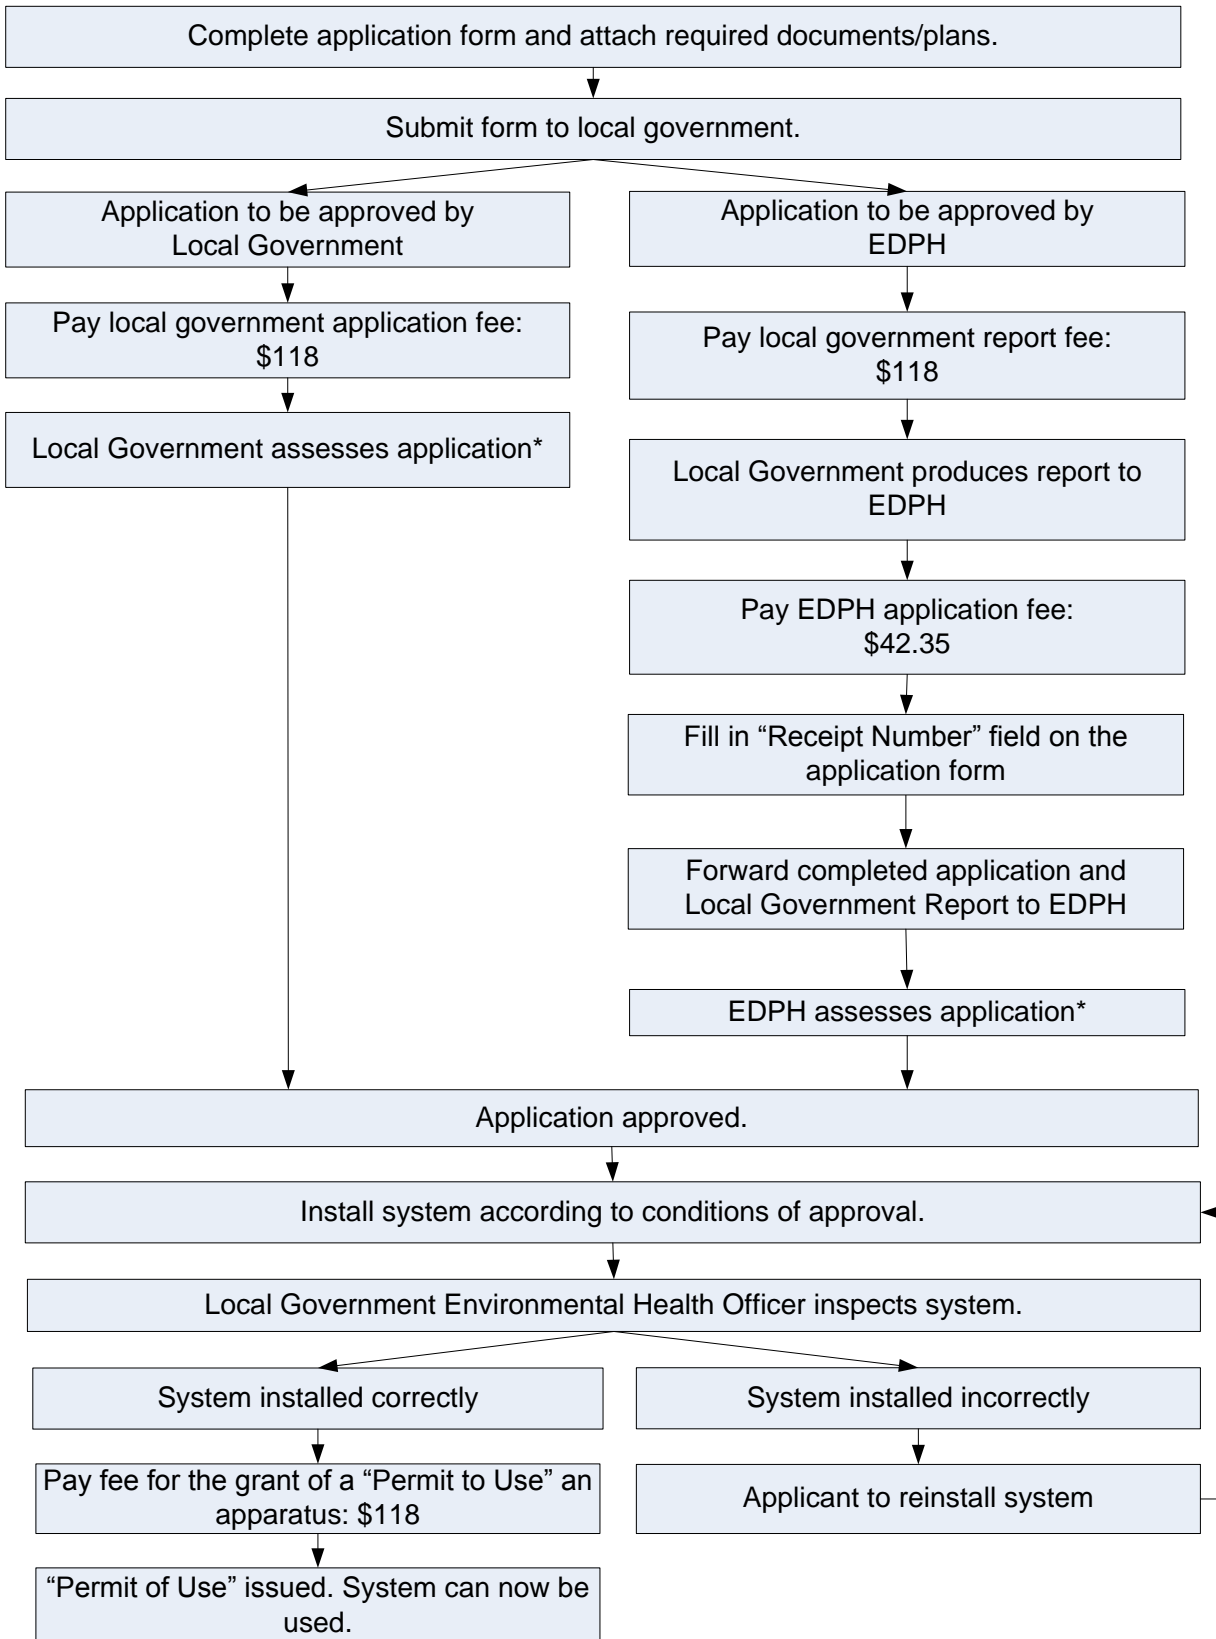 Complete application form and attach required documents/plans.
Submit form to local government.
Application to be approved by
Local Government
Pay local government application fee:
$118
Local Government assesses application*
Application to be approved by
EDPH
Pay local government report fee:
$118
Local Government produces report to
EDPH
Pay EDPH application fee:
$42.35
Fill in “Receipt Number” field on the
application form
Forward completed application and
Local Government Report to EDPH
EDPH assesses application*
Application approved.
Install system according to conditions of approval.
Local Government Environmental Health Officer inspects system.
System installed correctly
Pay fee for the grant of a “Permit to Use” an
apparatus: $118
“Permit of Use” issued. System can now be
used.
System installed incorrectly
Applicant to reinstall system